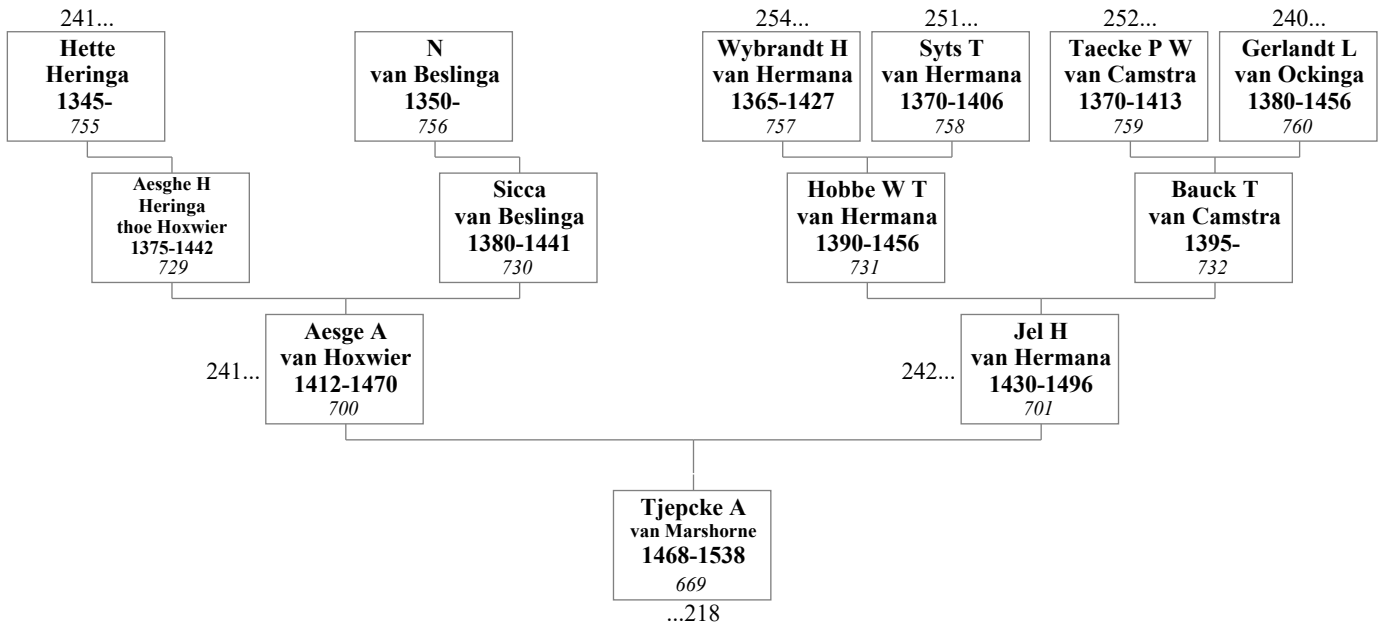 241...
254...
251...
252...
240...
Hette
Heringa
1345-
755
N
van Beslinga
1350-
756
Wybrandt H
van Hermana
1365-1427
757
Syts T
van Hermana
1370-1406
758
Taecke P W
van Camstra
1370-1413
759
Gerlandt L
van Ockinga
1380-1456
760
Aesghe H
Heringa
thoe Hoxwier
1375-1442
729
Sicca
van Beslinga
1380-1441
730
Hobbe W T
van Hermana
1390-1456
731
Bauck T
van Camstra
1395-
732
241...
Aesge A
van Hoxwier
1412-1470
700
242...
Jel H
van Hermana
1430-1496
701
Tjepcke A
van Marshorne
1468-1538
669
...218